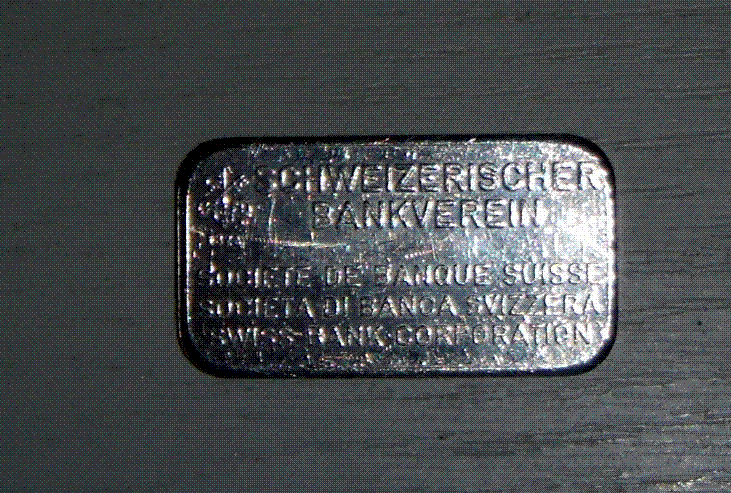 SCHWEIZERISCHER
BANKVEREIN
SOCIETE DE BANQUE SUISSE
SOCIETA DI BANCA SVIZZERA
SWISS BANK CORPORATION